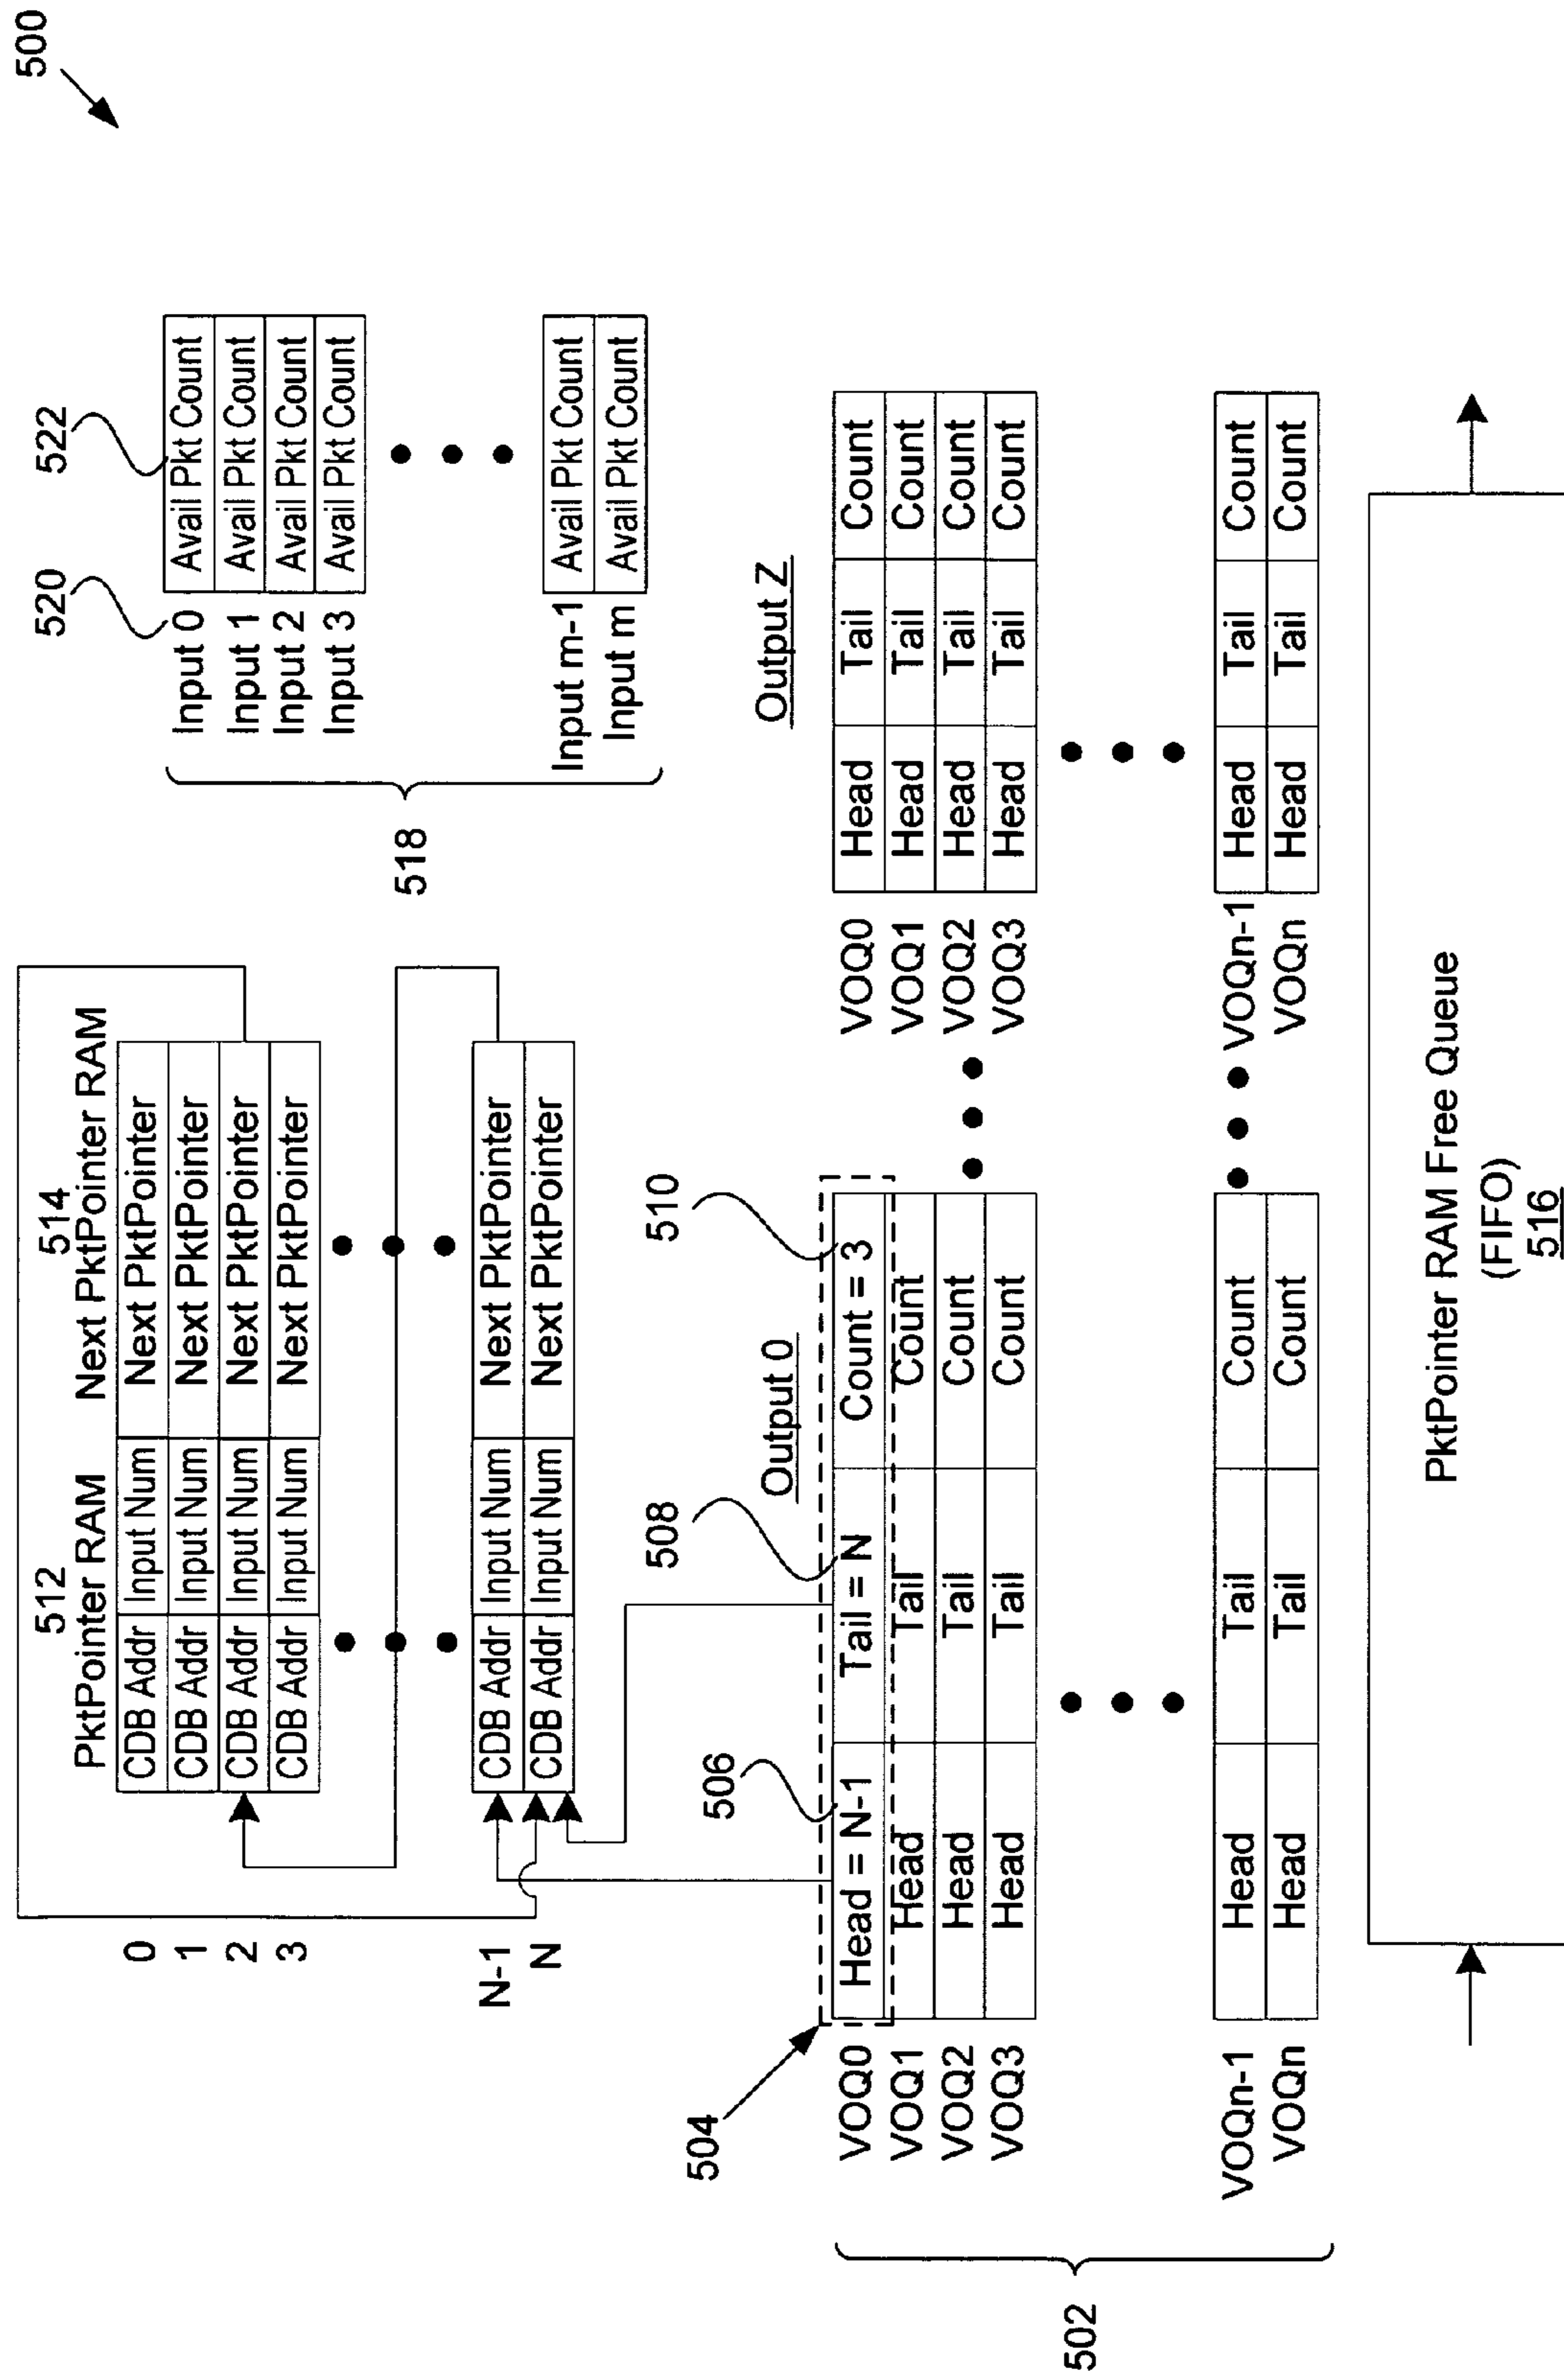 500
512
PktPointer RAM
514
Next PktPointer RAM
0 CDB Addr Input Num Next PktPointer
1 CDB Addr Input Num Next PktPointer
2 CDB Addr Input Num Next PktPointer
3 CDB Addr Input Num Next PktPointer
N-1 CDB Addr Input Num Next PktPointer
N CDB Addr Input Num Next PktPointer
520
522
Input 0 Avail Pkt Count
Input 1 Avail Pkt Count
Input 2 Avail Pkt Count
Input 3 Avail Pkt Count
Input m-1 Avail Pkt Count
Input m Avail Pkt Count
518
504
506
508
510
Output 0
VOQ0 Head = N-1 Tail = N Count = 3
VOQ1 Head Tail Count
VOQ2 Head Tail Count
VOQ3 Head Tail Count
VOQn-1 Head Tail Count
VOQn Head Tail Count
Output Z
VOQ0 Head Tail Count
VOQ1 Head Tail Count
VOQ2 Head Tail Count
VOQ3 Head Tail Count
VOQn-1 Head Tail Count
VOQn Head Tail Count
502
PktPointer RAM Free Queue
(FIFO)
516